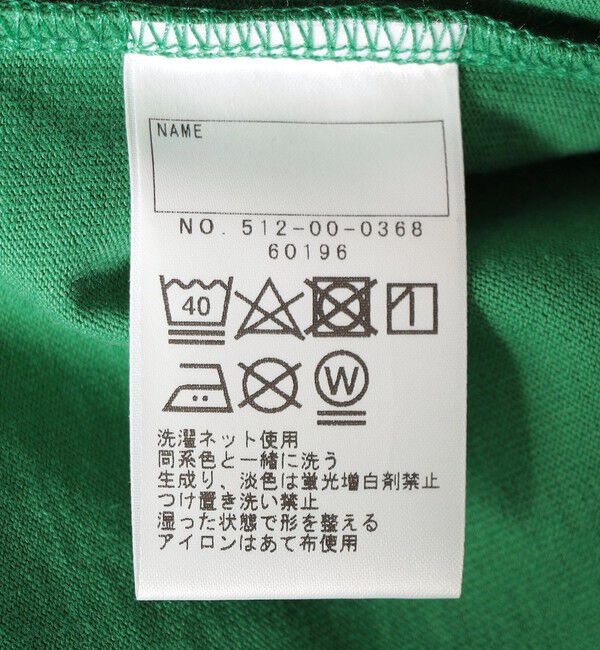 NAME
NO. 512-00-0368
60196
40
W
洗濯ネット使用
同系色と一緒に洗う
生成り、淡色は蛍光増白剤禁止
つけ置き洗い禁止
湿った状態で形を整える
アイロンはあて布使用